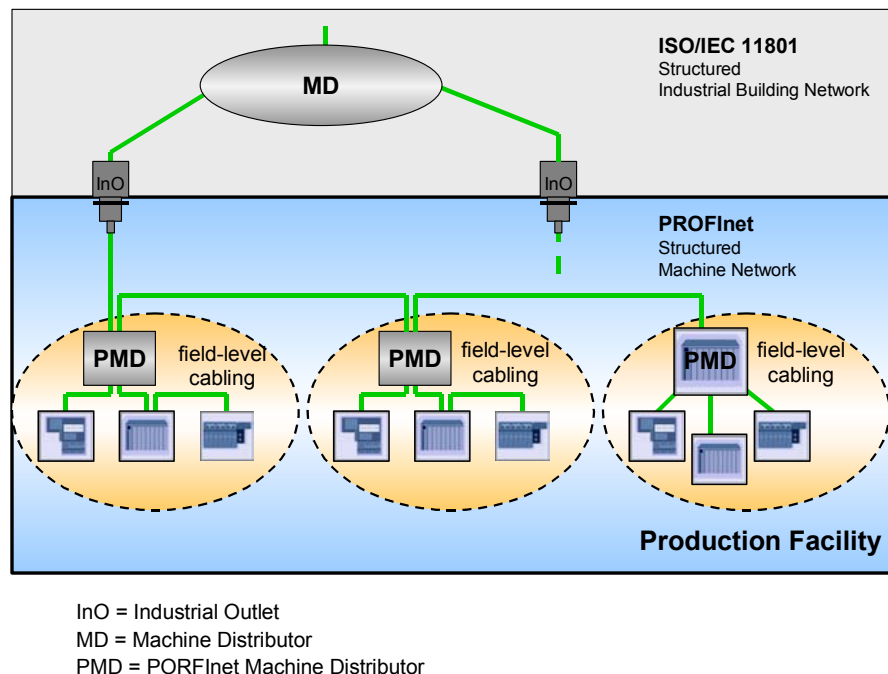 MD
ISO/IEC 11801
Structured
Industrial Building Network
InO
InO
PROFInet
Structured
Machine Network
PMD
field-level
cabling
PMD
field-level
cabling
PMD
field-level
cabling
Production Facility
InO = Industrial Outlet
MD = Machine Distributor
PMD = PORFInet Machine Distributor